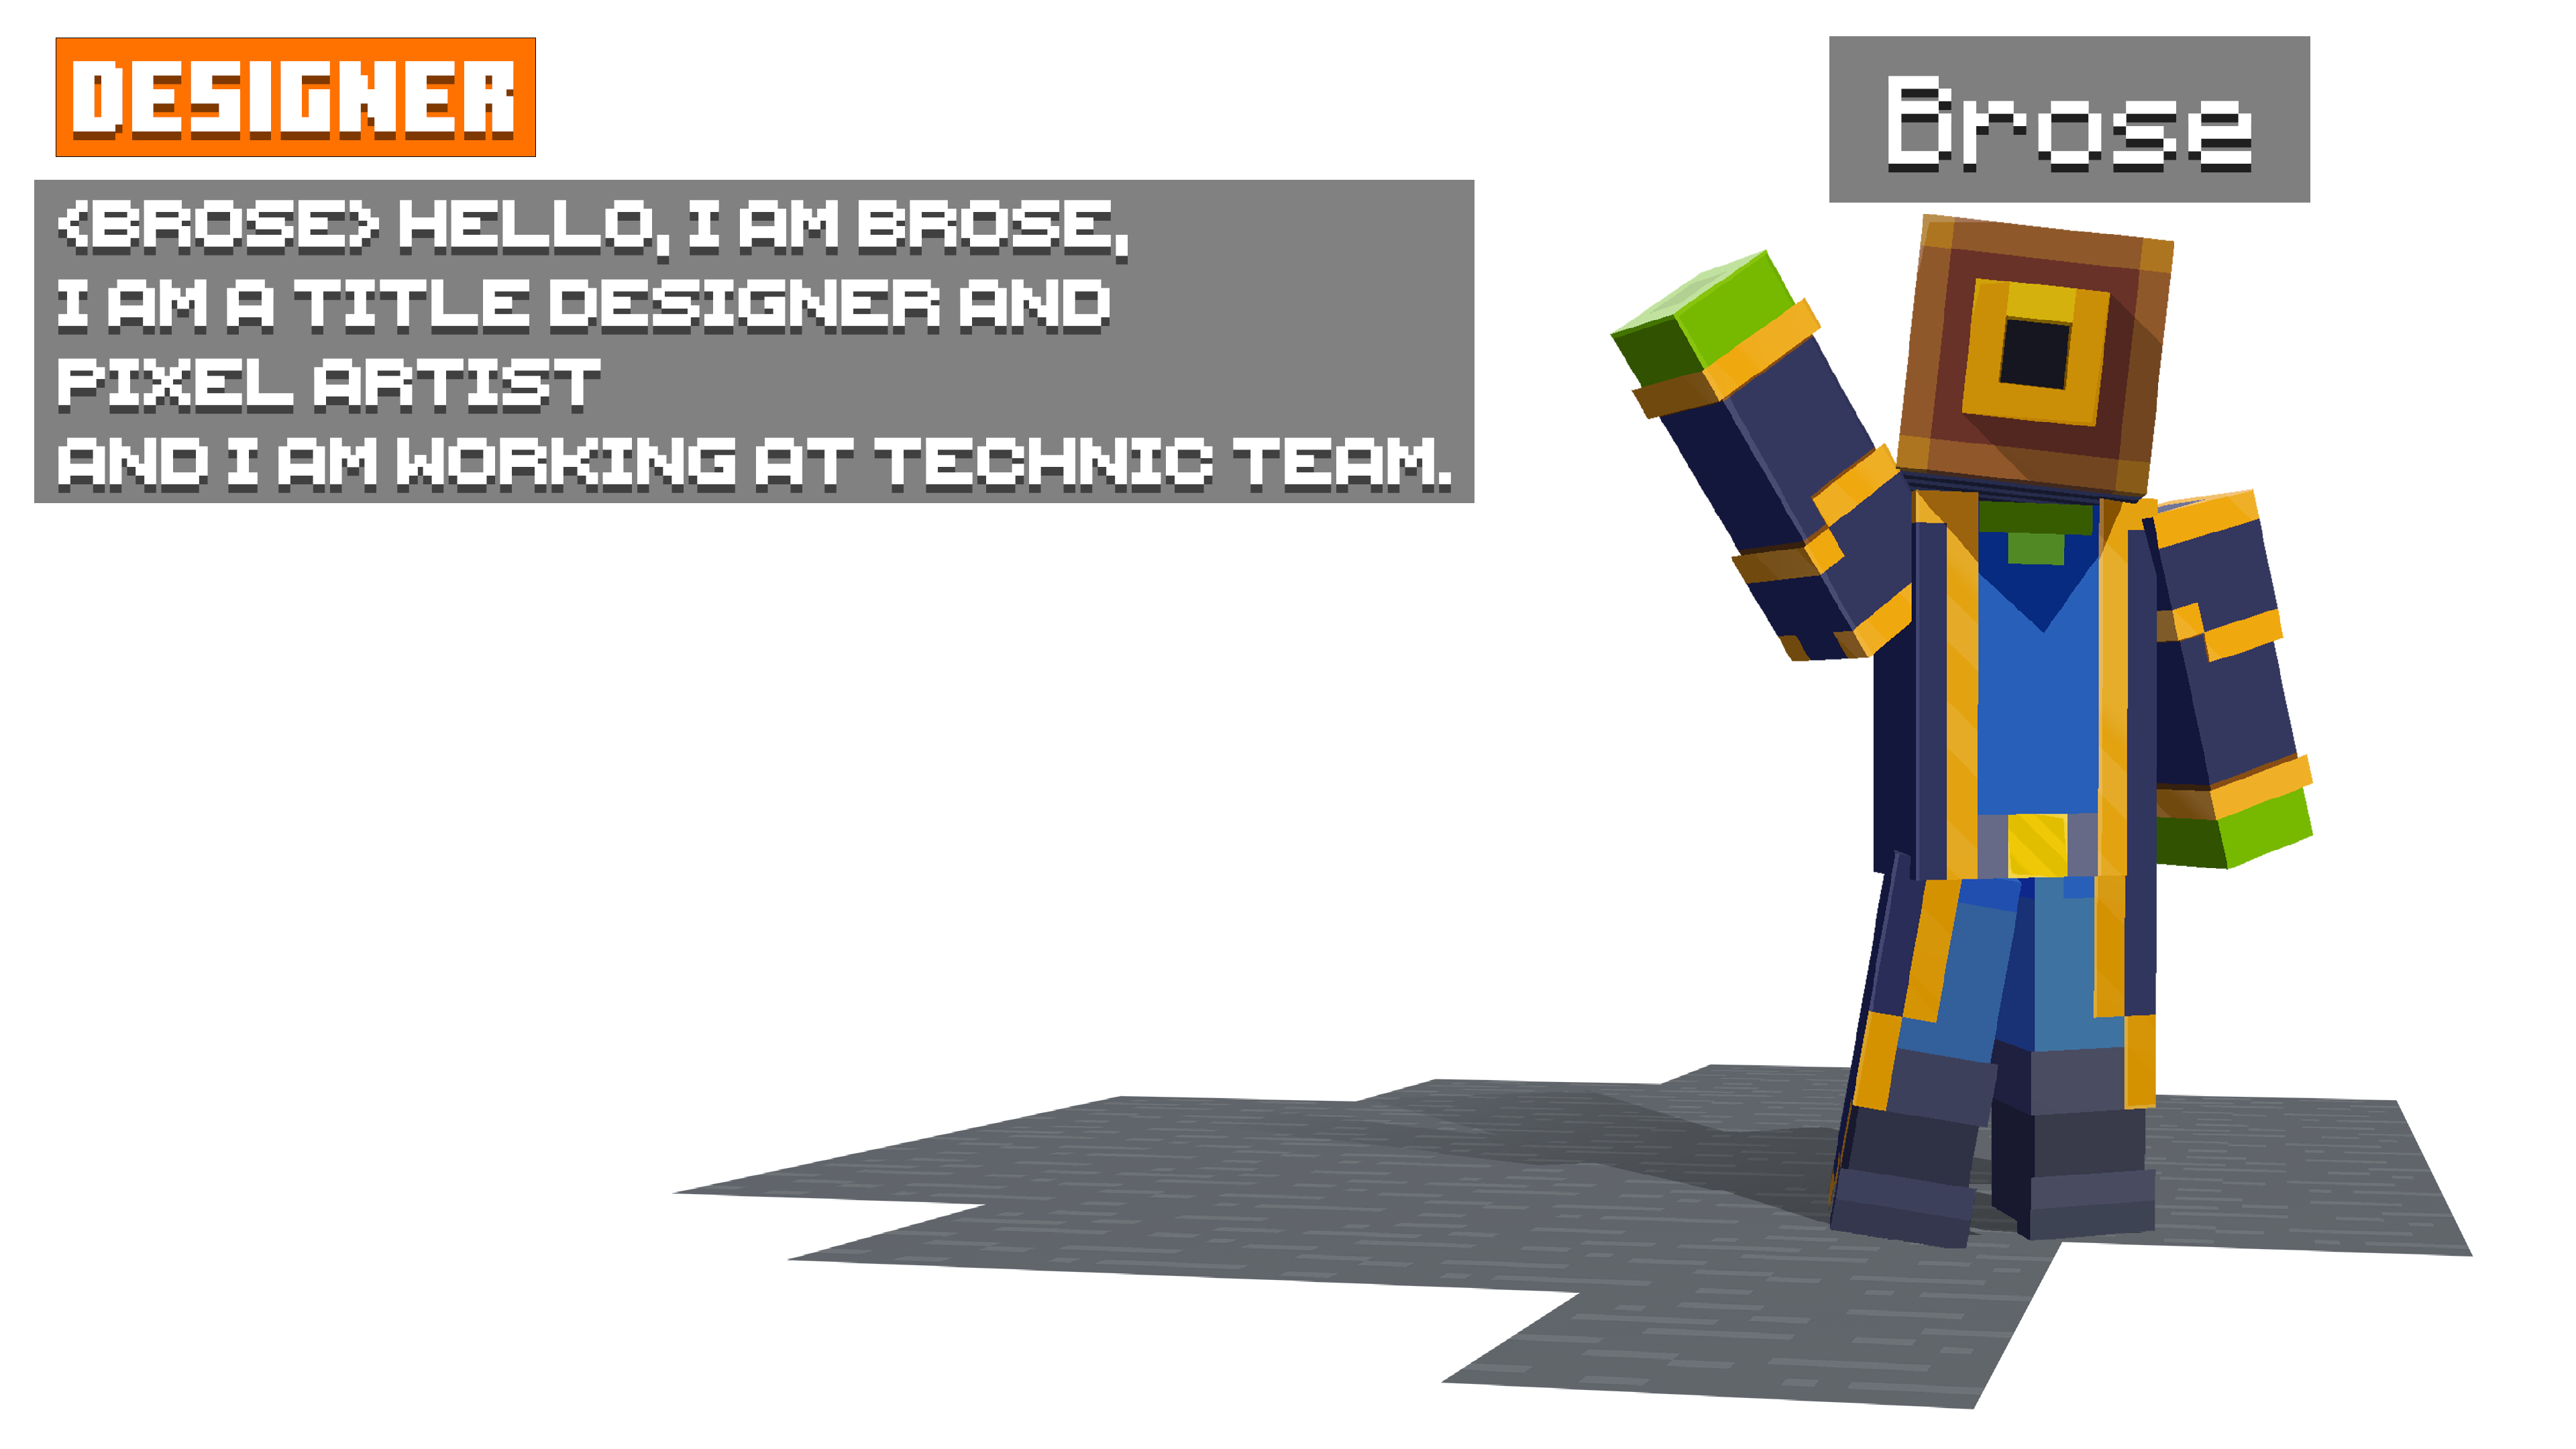 DESIGNER
Brose
<BROSE> HELLO, I AM BROSE,
I AM A TITLE DESIGNER AND
PIXEL ARTIST
AND I AM WORKING AT TECHNIC TEAM.